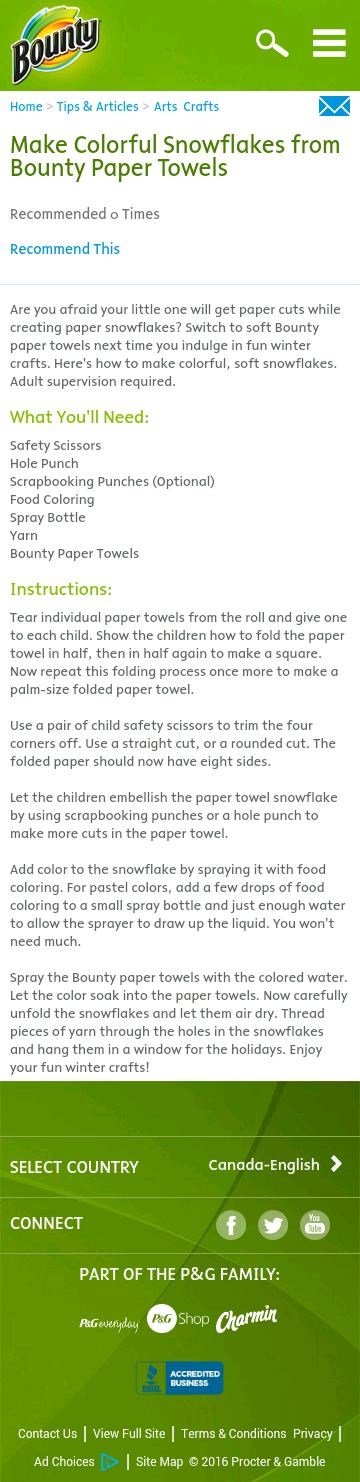 Bounty
Home > Tips & Articles > Arts Crafts
Make Colorful Snowflakes from
Bounty Paper Towels
Recommended 0 Times
Recommend This
Are you afraid your little one will get paper cuts while
creating paper snowflakes? Switch to soft Bounty
paper towels next time you indulge in fun winter
crafts. Here's how to make colorful, soft snowflakes.
Adult supervision required.
What You'll Need:
Safety Scissors
Hole Punch
Scrapbooking Punches (Optional)
Food Coloring
Spray Bottle
Yarn
Bounty Paper Towels
Instructions:
Tear individual paper towels from the roll and give one
to each child. Show the children how to fold the paper
towel in half, then in half again to make a square.
Now repeat this folding process once more to make a
palm-size folded paper towel.
Use a pair of child safety scissors to trim the four
corners off. Use a straight cut, or a rounded cut. The
folded paper should now have eight sides.
Let the children embellish the paper towel snowflake
by using scrapbooking punches or a hole punch to
make more cuts in the paper towel.
Add color to the snowflake by spraying it with food
coloring. For pastel colors, add a few drops of food
coloring to a small spray bottle and just enough water
to allow the sprayer to draw up the liquid. You won't
need much.
Spray the Bounty paper towels with the colored water.
Let the color soak into the paper towels. Now carefully
unfold the snowflakes and let them air dry. Thread
pieces of yarn through the holes in the snowflakes
and hang them in a window for the holidays. Enjoy
your fun winter crafts!
SELECT COUNTRY Canada-English
CONNECT f You Tube
PART OF THE P&G FAMILY:
P&G everyday P&G Shop Charmin
BBB ACCREDITED BUSINESS
Contact Us | View Full Site | Terms & Conditions Privacy |
Ad Choices | Site Map © 2016 Procter & Gamble